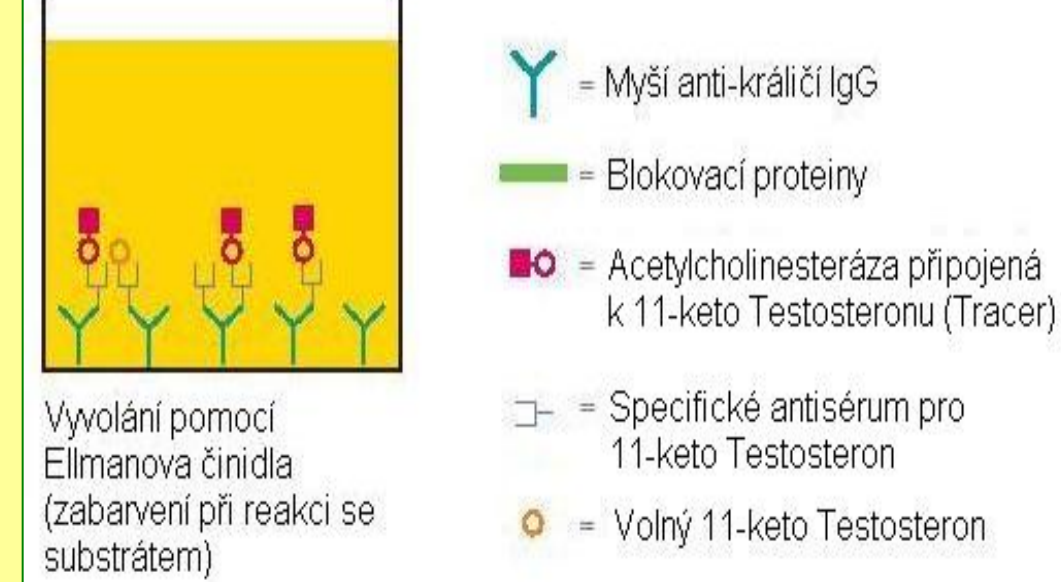 = Myší anti-králičí IgG
= Blokovací proteiny
= Acetylcholinesteráza připojená
k 11-keto Testosteronu (Tracer)
= Specifické antisérum pro
11-keto Testosteron
= Volný 11-keto Testosteron
Vyvolání pomocí
Ellmanova činidla
(zabarvení při reakci se
substrátem)